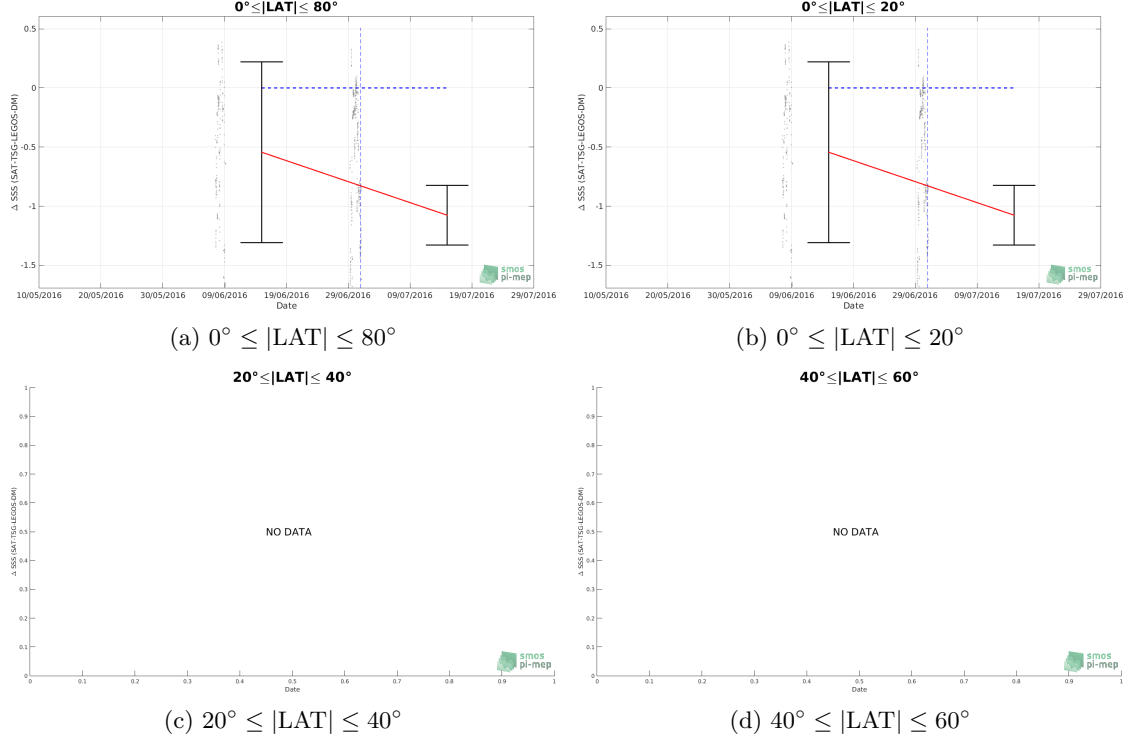 0°≤|LAT|≤ 80°
0.5
0
-0.5
-1
-1.5
Δ SSS (SAT-TSG-LEGOS-DM)
10/05/2016 20/05/2016 30/05/2016 09/06/2016 19/06/2016 29/06/2016 09/07/2016 19/07/2016 29/07/2016
Date
smos
pi-mep
(a) 0° ≤ |LAT| ≤ 80°
0°≤|LAT|≤ 20°
0.5
0
-0.5
-1
-1.5
Δ SSS (SAT-TSG-LEGOS-DM)
10/05/2016 20/05/2016 30/05/2016 09/06/2016 19/06/2016 29/06/2016 09/07/2016 19/07/2016 29/07/2016
Date
smos
pi-mep
(b) 0° ≤ |LAT| ≤ 20°
20°≤|LAT|≤ 40°
1
0.9
0.8
0.7
0.6
0.5
0.4
0.3
0.2
0.1
0
Δ SSS (SAT-TSG-LEGOS-DM)
NO DATA
0 0.1 0.2 0.3 0.4 0.5 0.6 0.7 0.8 0.9 1
Date
smos
pi-mep
(c) 20° ≤ |LAT| ≤ 40°
40°≤|LAT|≤ 60°
1
0.9
0.8
0.7
0.6
0.5
0.4
0.3
0.2
0.1
0
Δ SSS (SAT-TSG-LEGOS-DM)
NO DATA
0 0.1 0.2 0.3 0.4 0.5 0.6 0.7 0.8 0.9 1
Date
smos
pi-mep
(d) 40° ≤ |LAT| ≤ 60°